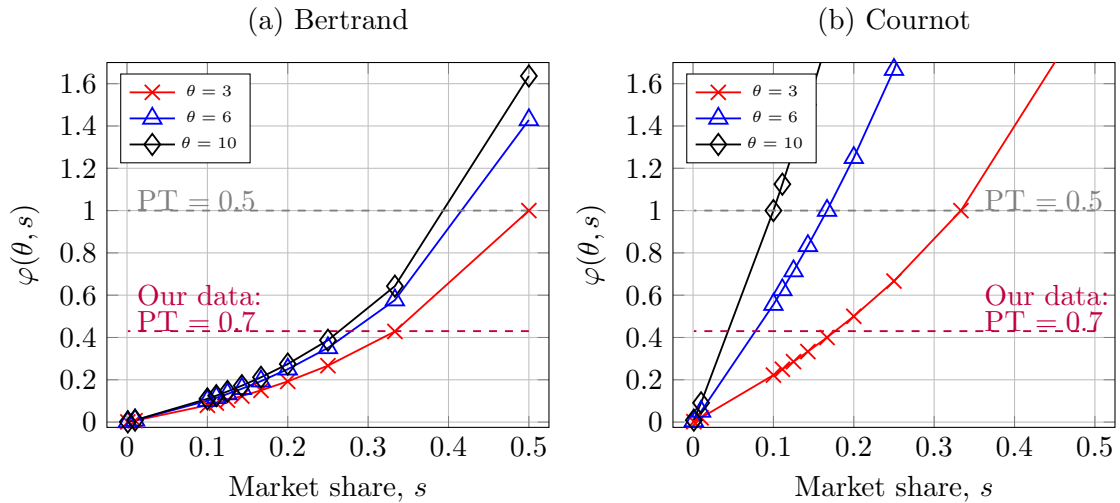 (a) Bertrand
1.6
1.4
1.2
1
0.8
0.6
0.4
0.2
0
φ(θ, s)
θ = 3
θ = 6
θ = 10
PT = 0.5
Our data:
PT = 0.7
0 0.1 0.2 0.3 0.4 0.5
Market share, s
(b) Cournot
1.6
1.4
1.2
1
0.8
0.6
0.4
0.2
0
φ(θ, s)
θ = 3
θ = 6
θ = 10
PT = 0.5
Our data:
PT = 0.7
0 0.1 0.2 0.3 0.4 0.5
Market share, s